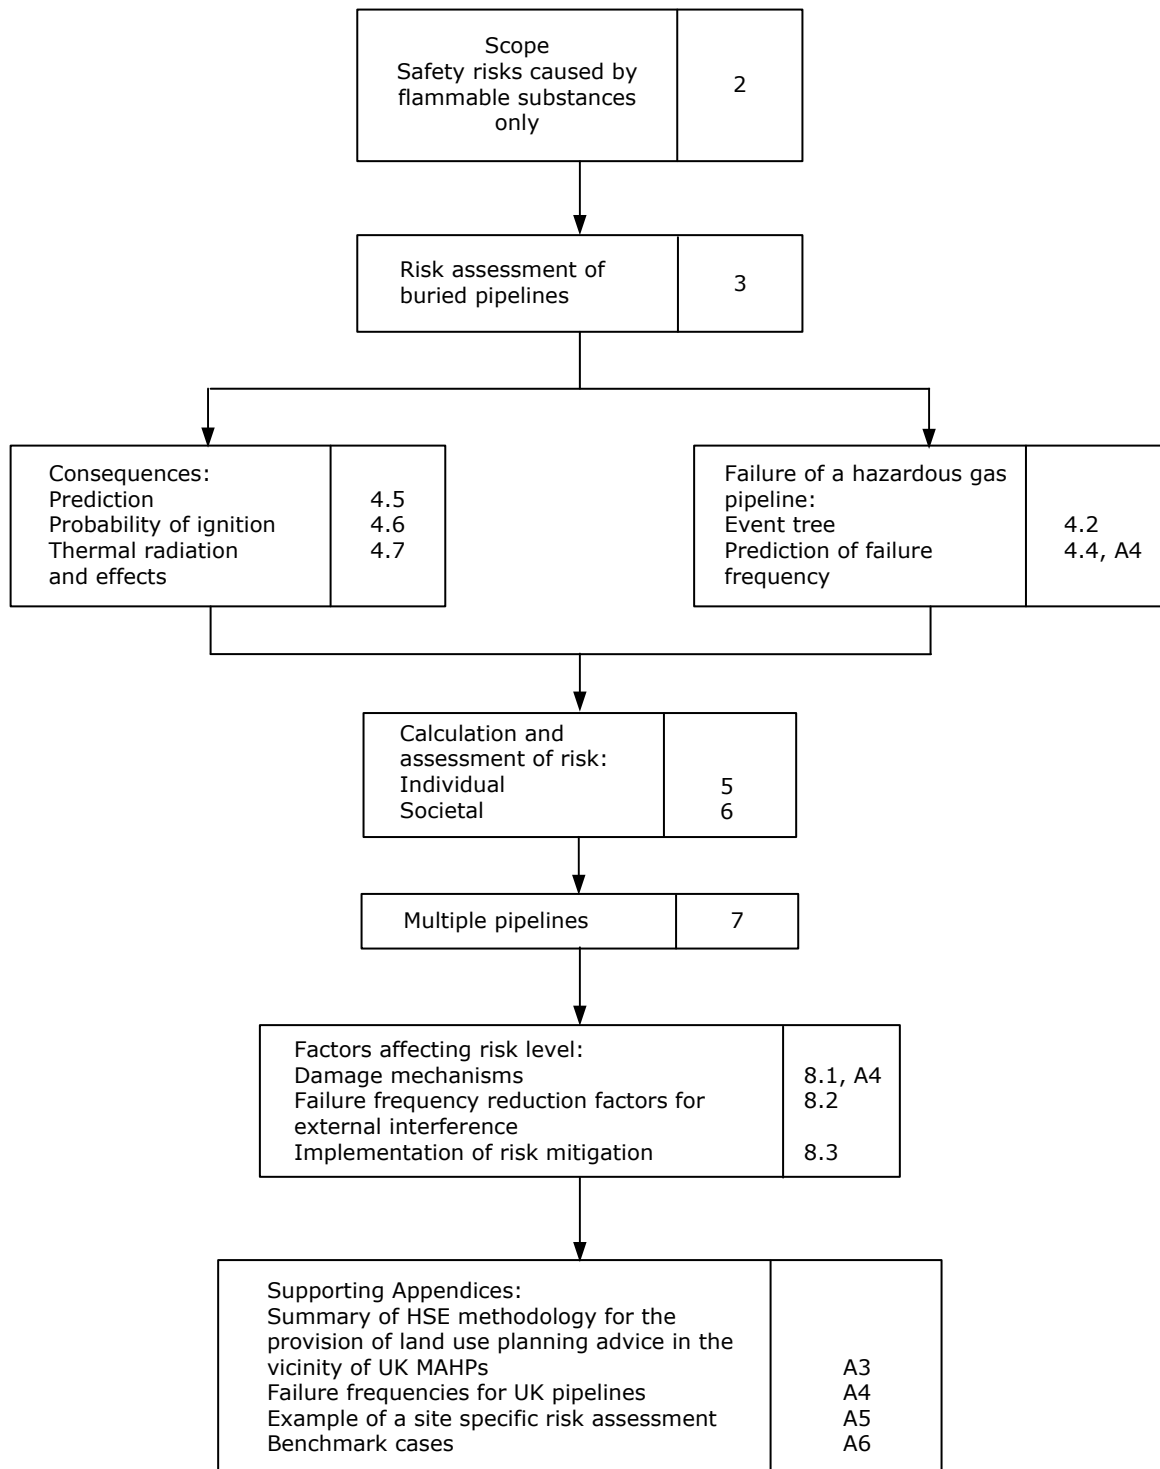 Scope
Safety risks caused by
flammable substances
only
2
Risk assessment of
buried pipelines
3
Consequences:
Prediction 4.5
Probability of ignition 4.6
Thermal radiation 4.7
and effects
Failure of a hazardous gas
pipeline:
Event tree 4.2
Prediction of failure 4.4, A4
frequency
Calculation and
assessment of risk:
Individual 5
Societal 6
Multiple pipelines 7
Factors affecting risk level:
Damage mechanisms 8.1, A4
Failure frequency reduction factors for 8.2
external interference
Implementation of risk mitigation 8.3
Supporting Appendices:
Summary of HSE methodology for the
provision of land use planning advice in the
vicinity of UK MAHPs A3
Failure frequencies for UK pipelines A4
Example of a site specific risk assessment A5
Benchmark cases A6